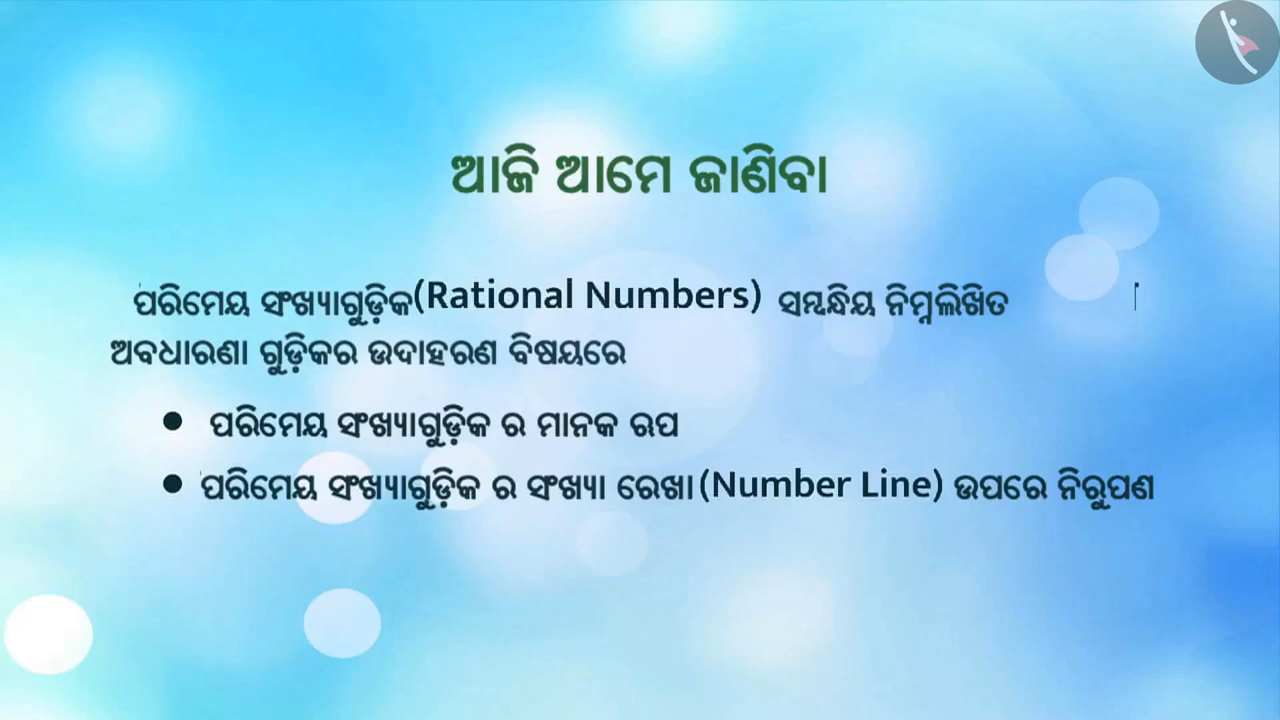 ଆଜି ଆମେ ଜାଣିବା
ପରିମେୟ ସଂଖ୍ୟାଗୁଡ଼ିକ(Rational Numbers) ସମ୍ବନ୍ଧିୟ ନିମ୍ନଲିଖିତ
ଅବଧାରଣା ଗୁଡ଼ିକର ଉଦାହରଣ ବିଷୟରେ
● ପରିମେୟ ସଂଖ୍ୟାଗୁଡ଼ିକ ର ମାନକ ଋପ
● ପରିମେୟ ସଂଖ୍ୟାଗୁଡ଼ିକ ର ସଂଖ୍ୟା ରେଖା(Number Line) ଉପରେ ନିରୁପଣ